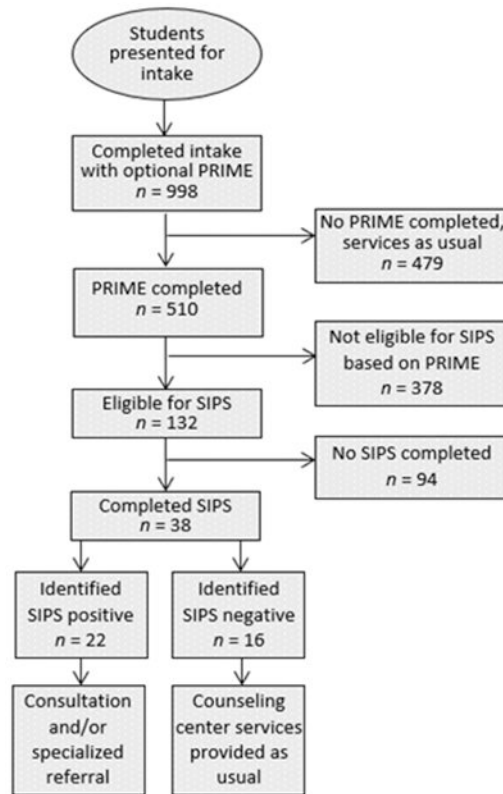 Students
presented for
intake
Completed intake
with optional PRIME
n = 998
No PRIME completed,
services as usual
n = 479
PRIME completed
n = 510
Not eligible for SIPS
based on PRIME
n = 378
Eligible for SIPS
n = 132
No SIPS completed
n = 94
Completed SIPS
n = 38
Identified
SIPS positive
n = 22
Identified
SIPS negative
n = 16
Consultation
and/or
specialized
referral
Counseling
center services
provided as
usual